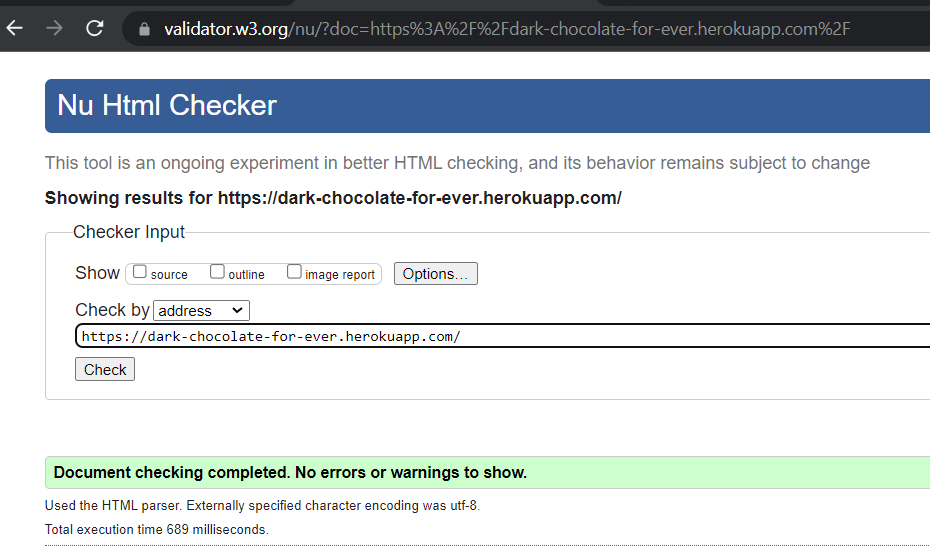 validator.w3.org/nu/?doc=https%3A%2F%2Fdark-chocolate-for-ever.herokuapp.com%2F
Nu Html Checker
This tool is an ongoing experiment in better HTML checking, and its behavior remains subject to change
Showing results for https://dark-chocolate-for-ever.herokuapp.com/
Checker Input
Show source outline image report Options...
Check by address
https://dark-chocolate-for-ever.herokuapp.com/
Check
Document checking completed. No errors or warnings to show.
Used the HTML parser. Externally specified character encoding was utf-8.
Total execution time 689 milliseconds.